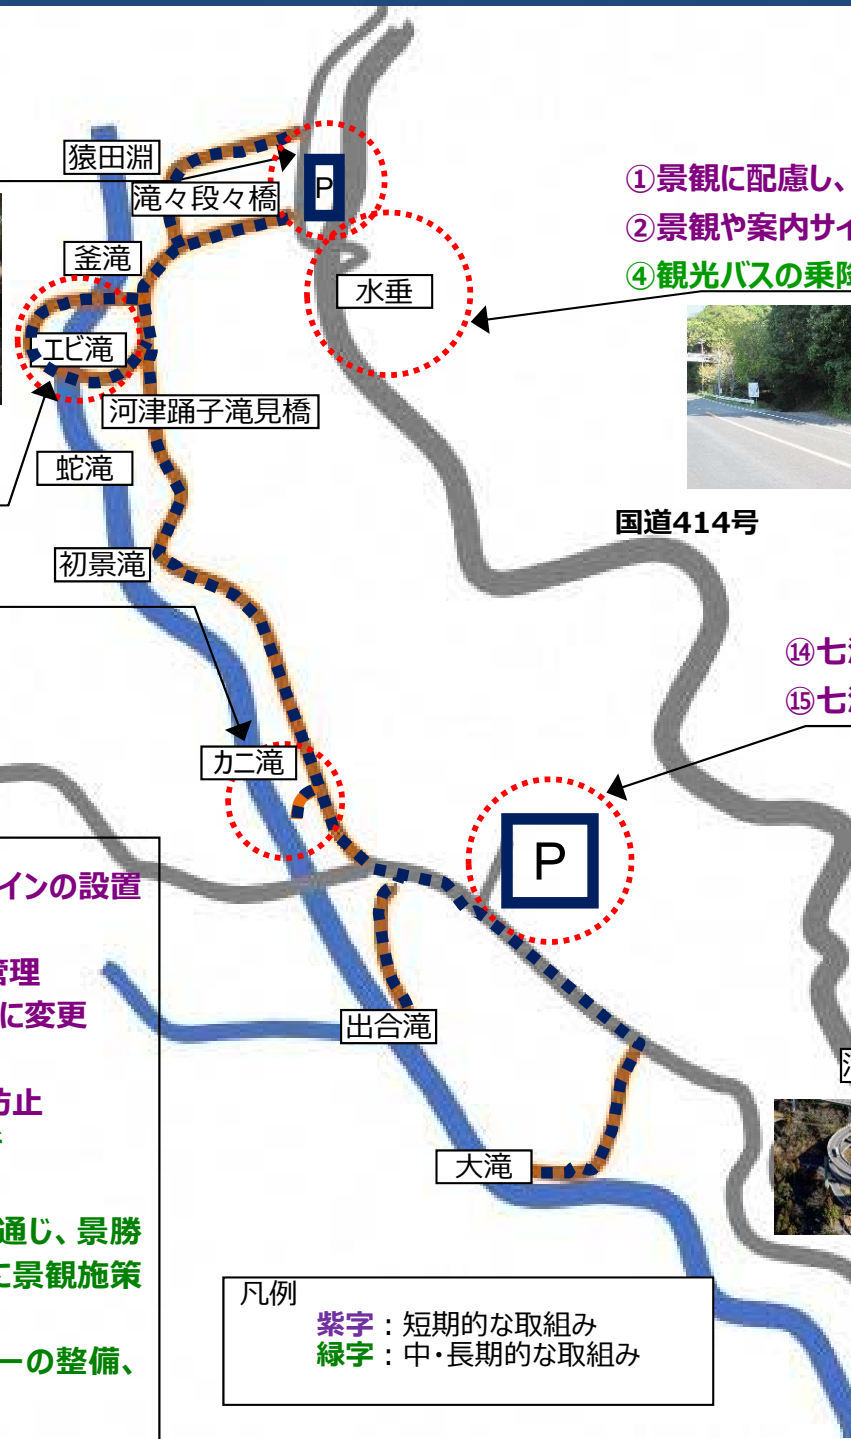 猿田淵
滝々段々橋
P
釜滝
水垂
エビ滝
河津踊子滝見橋
蛇滝
初景滝
カニ滝
①景観に配慮し、
②景観や案内サイ
④観光バスの乗降
国道414号
⑭七滝
⑮七滝
P
出合滝
大滝
インの設置
管理
に変更
防止
通じ、景勝
に景観施策
ーの整備、
凡例
紫字：短期的な取組み
緑字：中・長期的な取組み